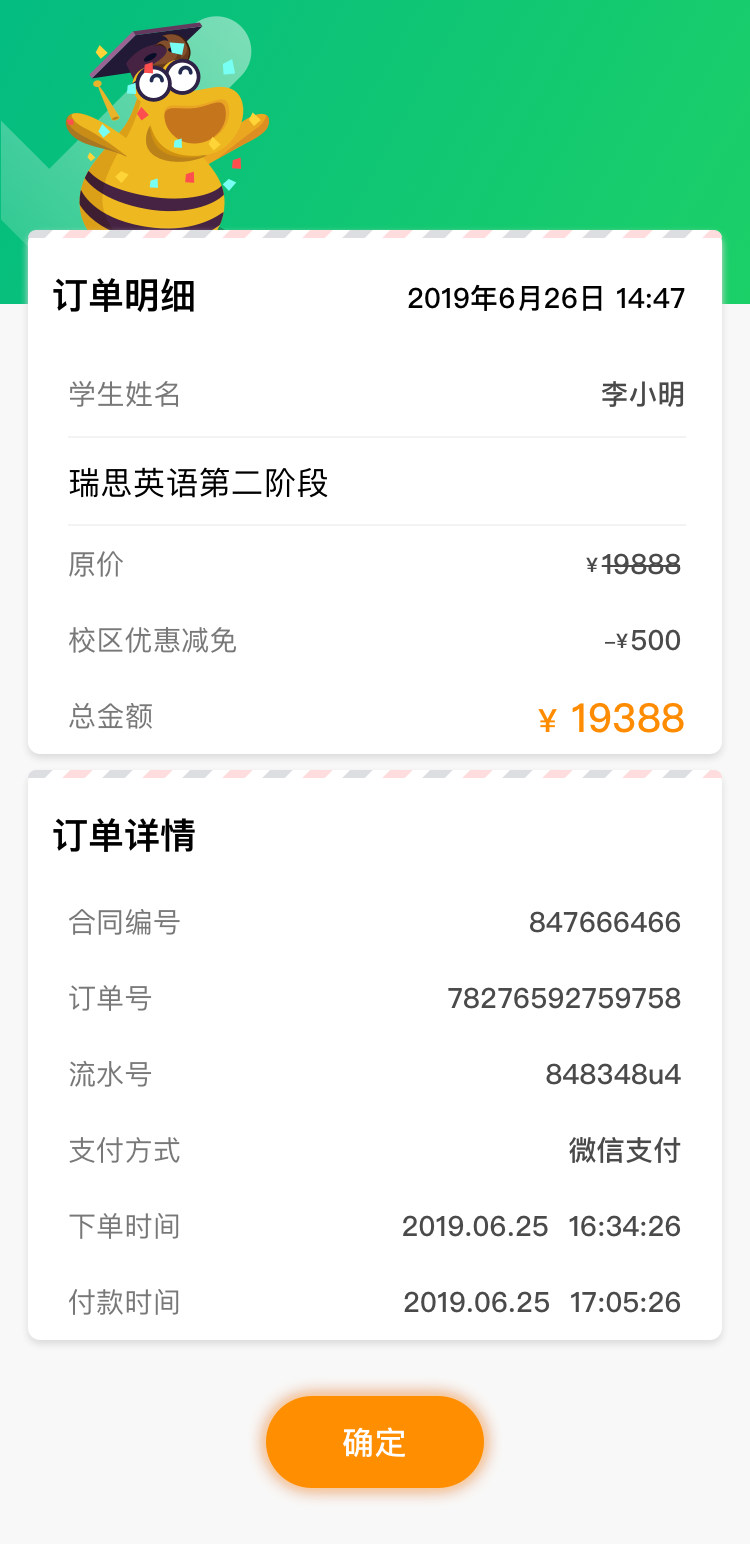 订单明细 2019年6月26日 14:47
学生姓名 李小明
瑞思英语第二阶段
原价 ¥19888
校区优惠减免 –¥500
总金额 ¥ 19388
订单详情
合同编号 847666466
订单号 78276592759758
流水号 848348u4
支付方式 微信支付
下单时间 2019.06.25 16:34:26
付款时间 2019.06.25 17:05:26
确定